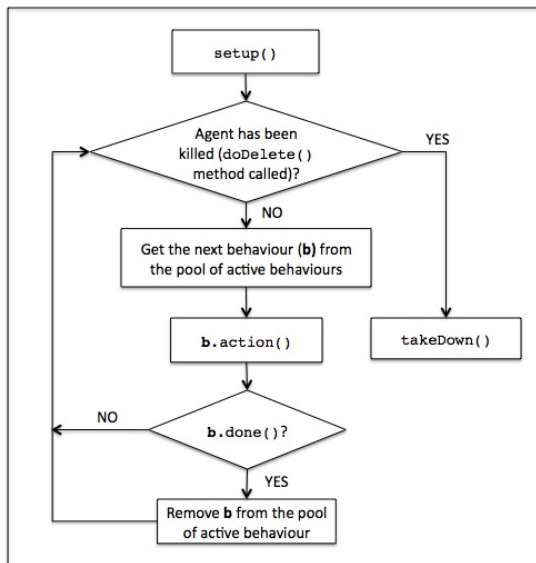 setup()
Agent has been
killed (doDelete()
method called)?
YES
NO
Get the next behaviour (b) from
the pool of active behaviours
b.action()
takeDown()
NO
b.done()?
YES
Remove b from the pool
of active behaviour